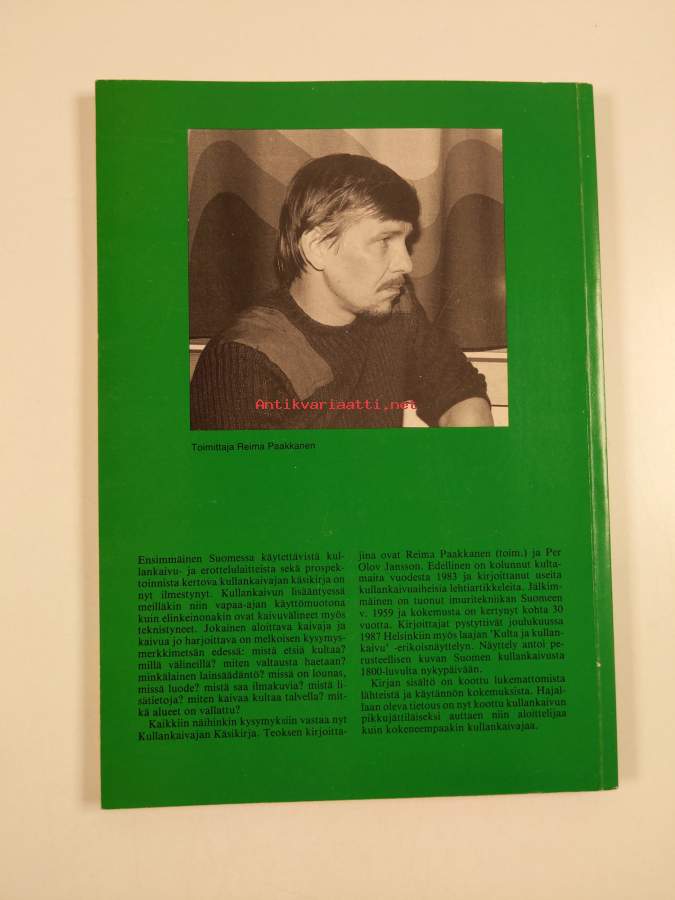 Antikvariaatti.net
Toimittaja Reima Paakkanen
Ensimmäinen Suomessa käytettävistä kul-
lankaivu- ja erottelulaitteista sekä prospek-
toinnista kertova kullankaivajan käsikirja on
nyt ilmestynyt. Kullankaivun lisääntyessä
meilläkin niin vapaa-ajan käyttömuotona
kuin elinkeinonakin ovat kaivuvälineet myös
teknistyneet. Jokainen aloittava kaivaja ja
kaivua jo harjoittava on melkoisen kysymys-
merkkimetsän edessä: mistä etsiä kultaa?
millä välineillä? miten valtausta haetaan?
minkälainen lainsäädäntö? missä on lounas,
missä luode? mistä saa ilmakuvia? mistä li-
sätietoja? miten kaivaa kultaa talvella? mit-
kä alueet on vallattu?
Kaikkiin näihinkin kysymyksiin vastaa nyt
Kullankaivajan Käsikirja. Teoksen kirjoitta-
jina ovat Reima Paakkanen (toim.) ja Per
Olov Jansson. Edellinen on kolunnut kulta-
maita vuodesta 1983 ja kirjoittanut useita
kullankaivuaiheisia lehtiartikkeleita. Jälkim-
mäinen on tuonut imuritekniikan Suomeen
v. 1959 ja kokemusta on kertynyt kohta 30
vuotta. Kirjoittajat pystyttivät joulukuussa
1987 Helsinkiin myös laajan 'Kulta ja kullan-
kaivu' -erikoisnäyttelyn. Näyttely antoi pe-
rusteellisen kuvan Suomen kullankaivusta
1800-luvulta nykypäivään.
Kirjan sisältö on koottu lukemattomista
lähteistä ja käytännön kokemuksista. Hajal-
laan oleva tietous on nyt koottu kullankaivun
pikkujättiläiseksi auttaen niin aloittelijaa
kuin kokeneempaakin kullankaivajaa.